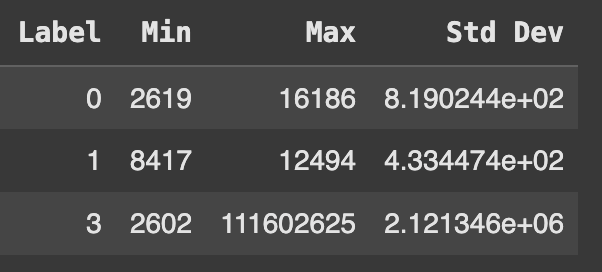 Label Min Max Std Dev
0 2619 16186 8.190244e+02
1 8417 12494 4.334474e+02
3 2602 111602625 2.121346e+06